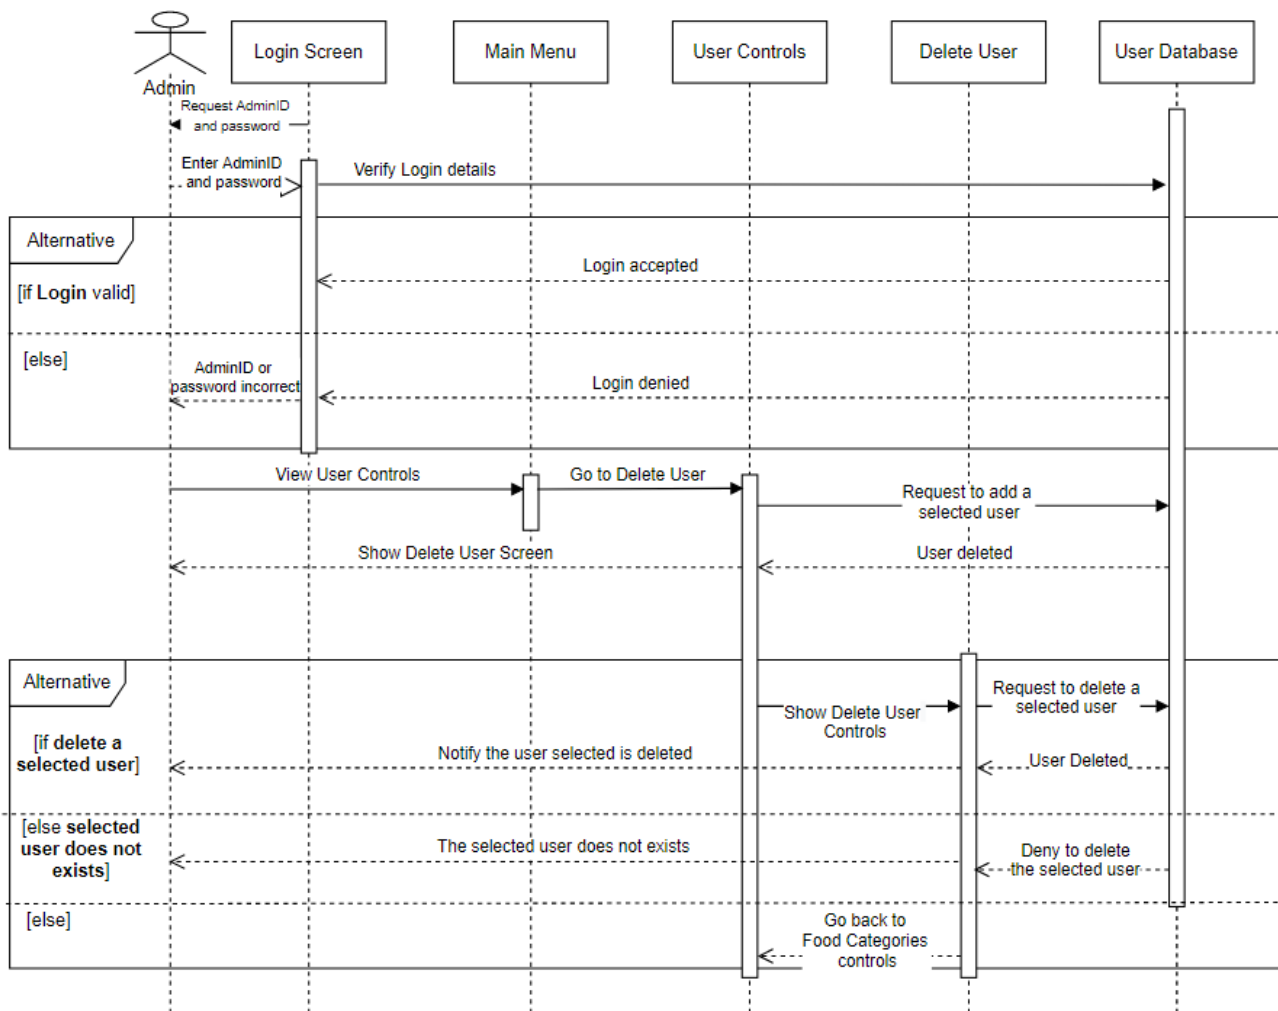 Login Screen
Main Menu
User Controls
Delete User
User Database
Admin
Request AdminID
and password
Enter AdminID
and password
Verify Login details
Alternative
Login accepted
[if Login valid]
[else]
AdminID or
password incorrect
Login denied
View User Controls
Go to Delete User
Request to add a
selected user
Show Delete User Screen
User deleted
Alternative
Request to delete a
selected user
Show Delete User
Controls
[if delete a
selected user]
Notify the user selected is deleted
User Deleted
[else selected
user does not
exists]
The selected user does not exists
Deny to delete
the selected user
[else]
Go back to
Food Categories
controls